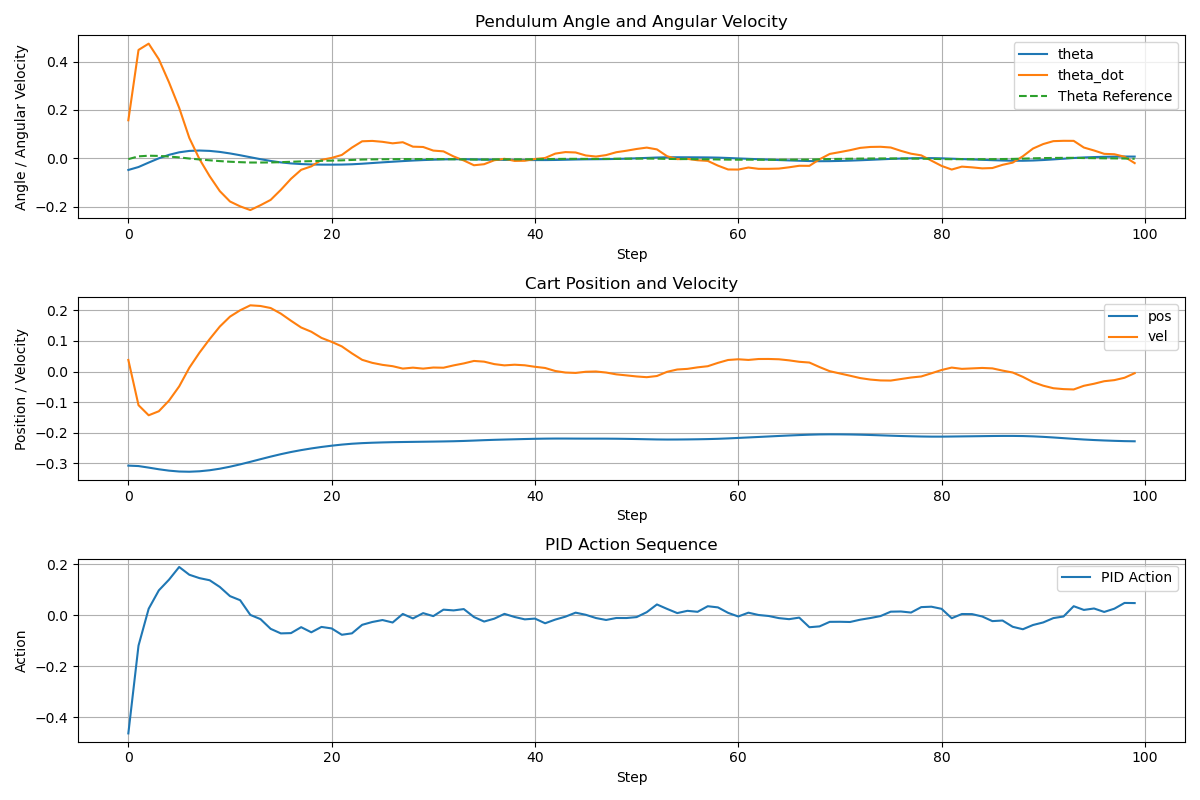 Pendulum Angle and Angular Velocity
Angle / Angular Velocity
0.4
0.2
0.0
−0.2
theta
theta_dot
Theta Reference
0 20 40 60 80 100
Step
Cart Position and Velocity
Position / Velocity
0.2
0.1
0.0
−0.1
−0.2
−0.3
pos
vel
0 20 40 60 80 100
Step
PID Action Sequence
Action
0.2
0.0
−0.2
−0.4
PID Action
0 20 40 60 80 100
Step